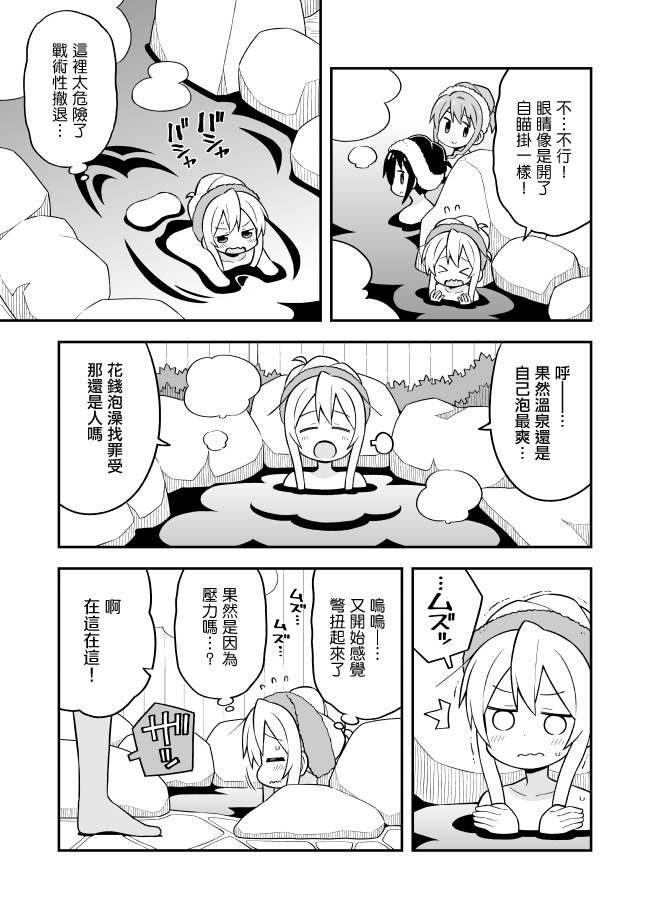 不…不行！
眼睛像是開了
自瞄掛一樣！
這裡太危險了
戰術性撤退…
バシャ
バシャ
呼——…
果然溫泉還是
自己泡最爽…
花錢泡澡找罪受
那還是人嗎
…ムズッ
嗚嗚——…
又開始感覺
彆扭起來了
ムズ…
ムズ…
果然是因為
壓力嗎…？
ザッ
啊
在這在這！